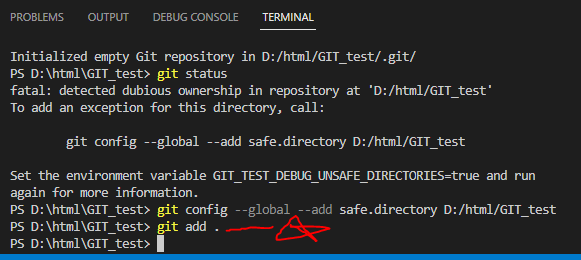 PROBLEMS OUTPUT DEBUG CONSOLE TERMINAL
Initialized empty Git repository in D:/html/GIT_test/.git/
PS D:\html\GIT_test> git status
fatal: detected dubious ownership in repository at 'D:/html/GIT_test'
To add an exception for this directory, call:
git config --global --add safe.directory D:/html/GIT_test
Set the environment variable GIT_TEST_DEBUG_UNSAFE_DIRECTORIES=true and run
again for more information.
PS D:\html\GIT_test> git config --global --add safe.directory D:/html/GIT_test
PS D:\html\GIT_test> git add .
PS D:\html\GIT_test>